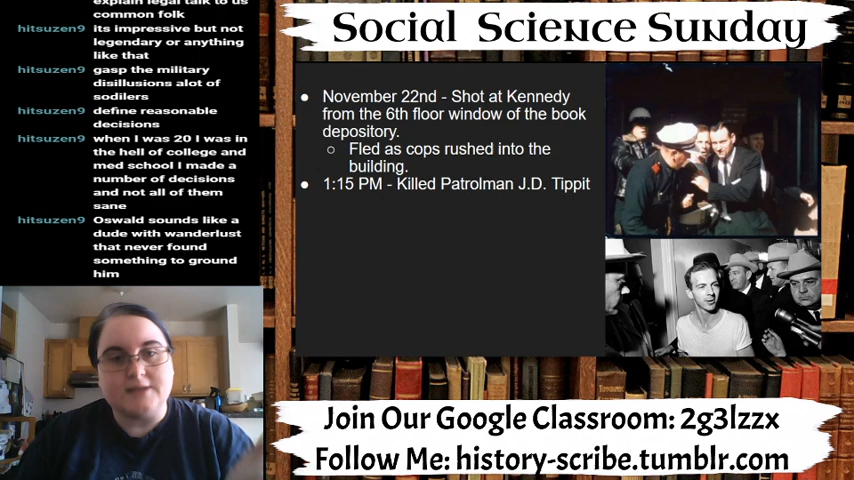 explain legal talk to us
common folk
hitsuzen9 its impressive but not
legendary or anything
like that
hitsuzen9 gasp the military
disillusions alot of
sodilers
hitsuzen9 define reasonable
decisions
hitsuzen9 when I was 20 I was in
the hell of college and
med school I made a
number of decisions
and not all of them
sane
hitsuzen9 Oswald sounds like a
dude with wanderlust
that never found
something to ground
him
Social Science Sunday
● November 22nd - Shot at Kennedy
from the 6th floor window of the book
depository.
○ Fled as cops rushed into the
building.
● 1:15 PM - Killed Patrolman J.D. Tippit
Join Our Google Classroom: 2g3lzzx
Follow Me: history-scribe.tumblr.com